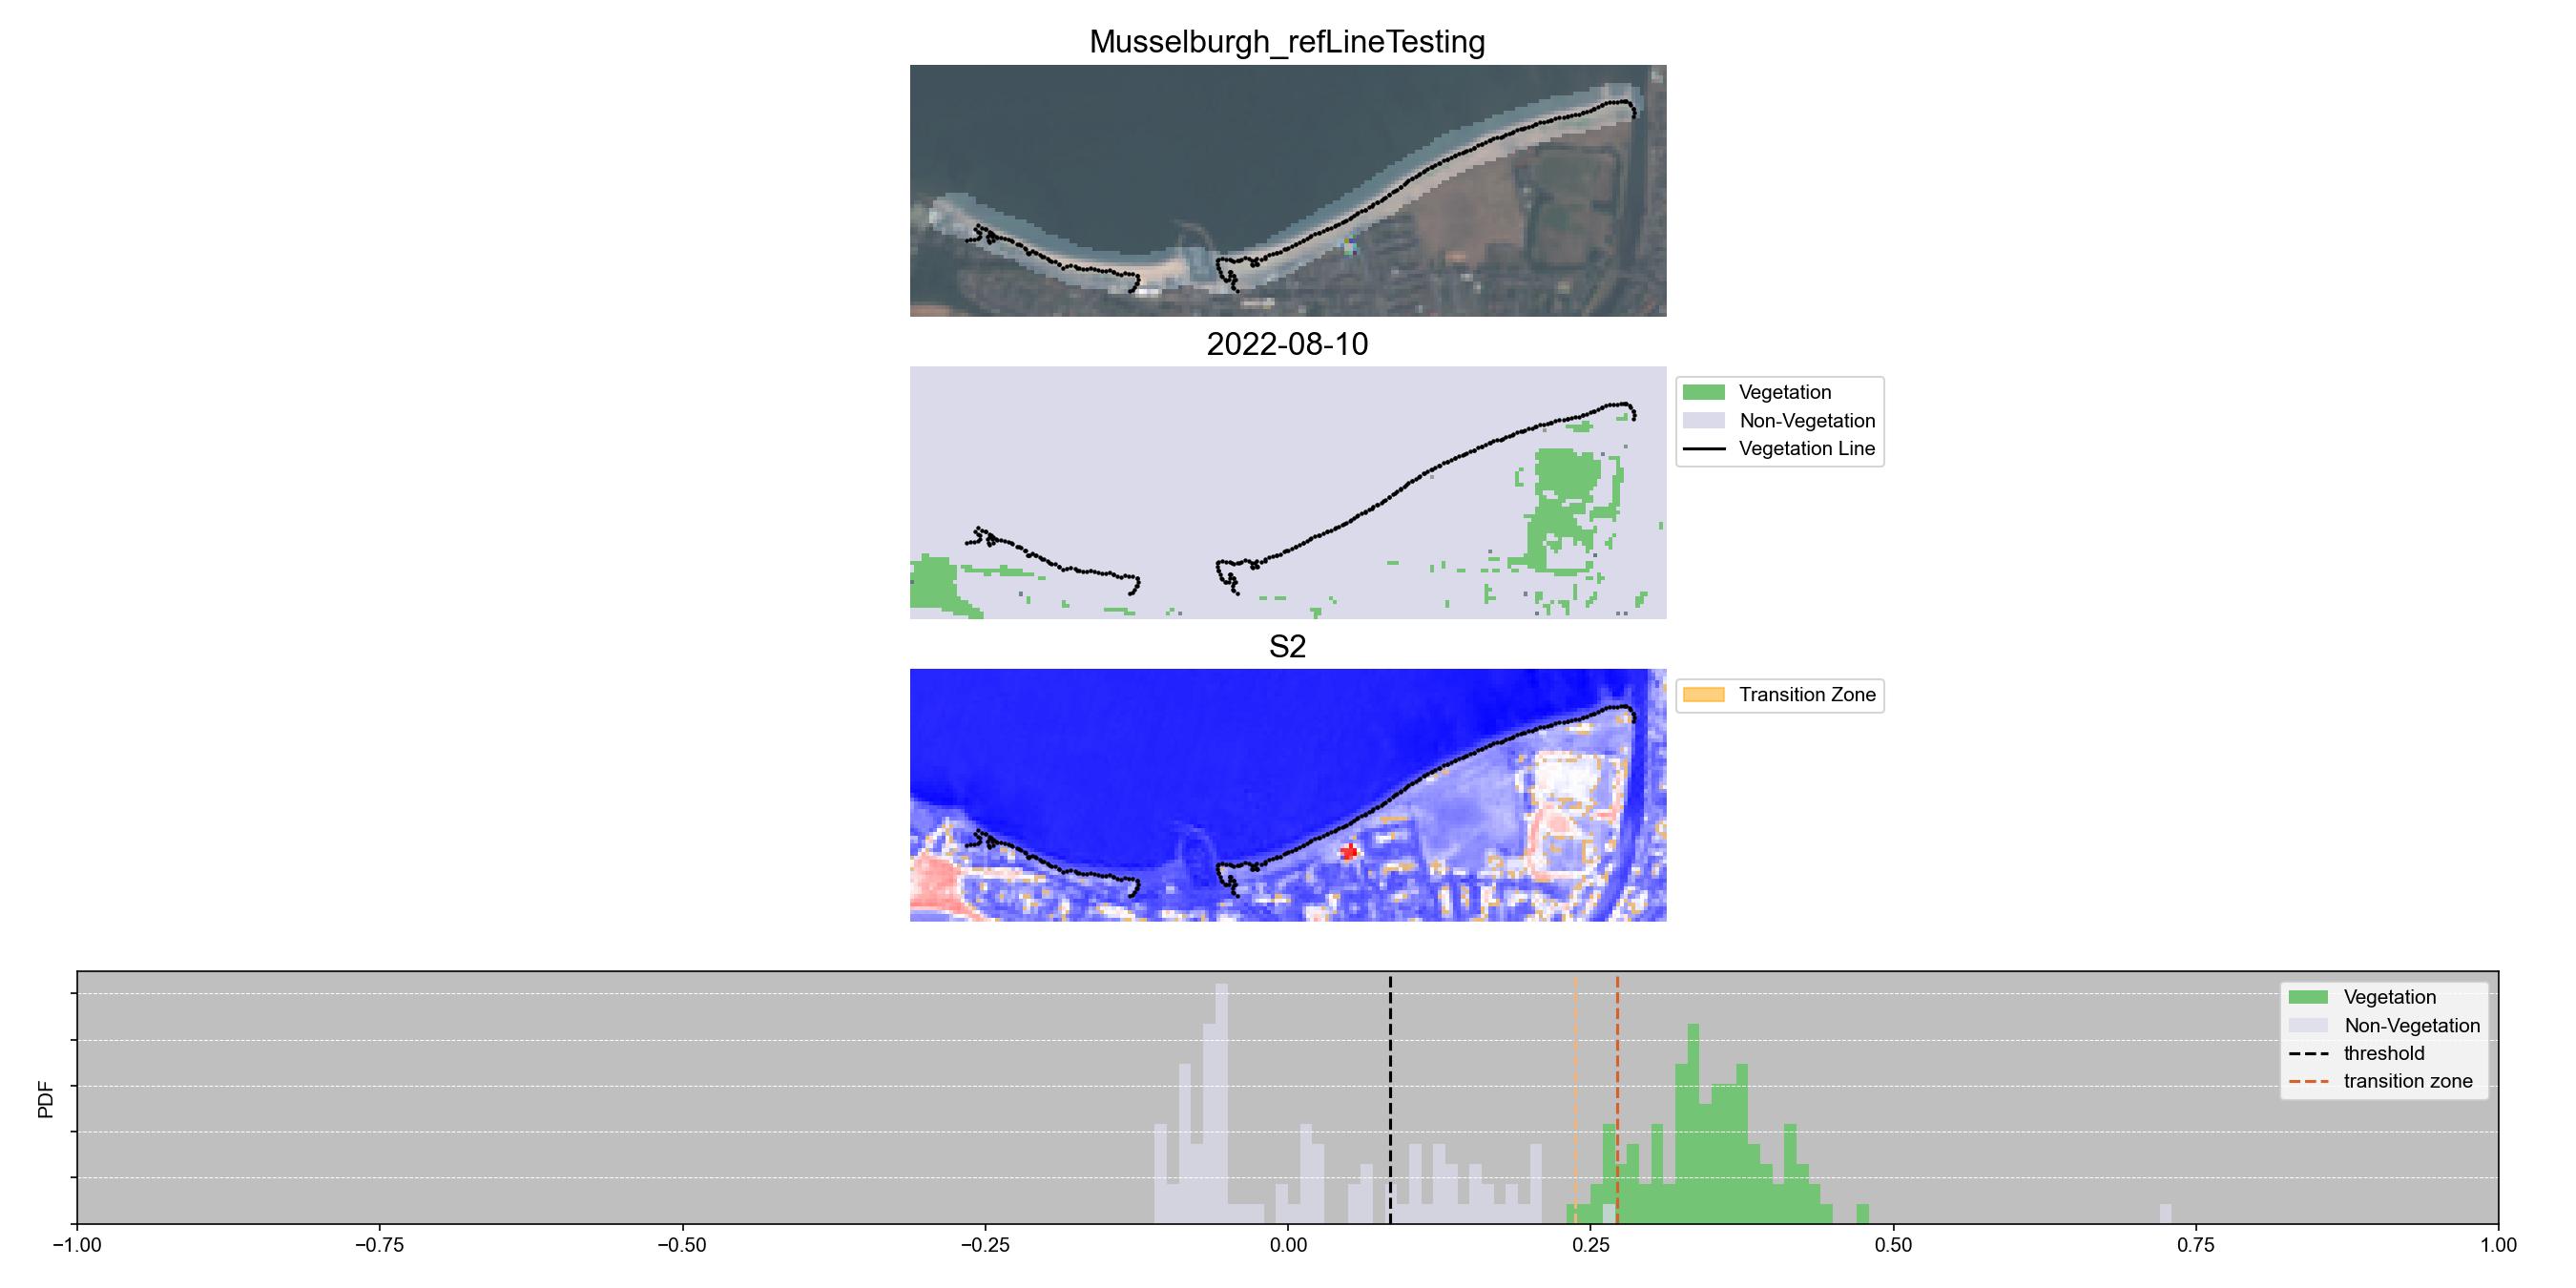 Musselburgh_refLineTesting
2022-08-10
Vegetation
Non-Vegetation
Vegetation Line
S2
Transition Zone
PDF
Vegetation
Non-Vegetation
threshold
transition zone
−1.00 −0.75 −0.50 −0.25 0.00 0.25 0.50 0.75 1.00